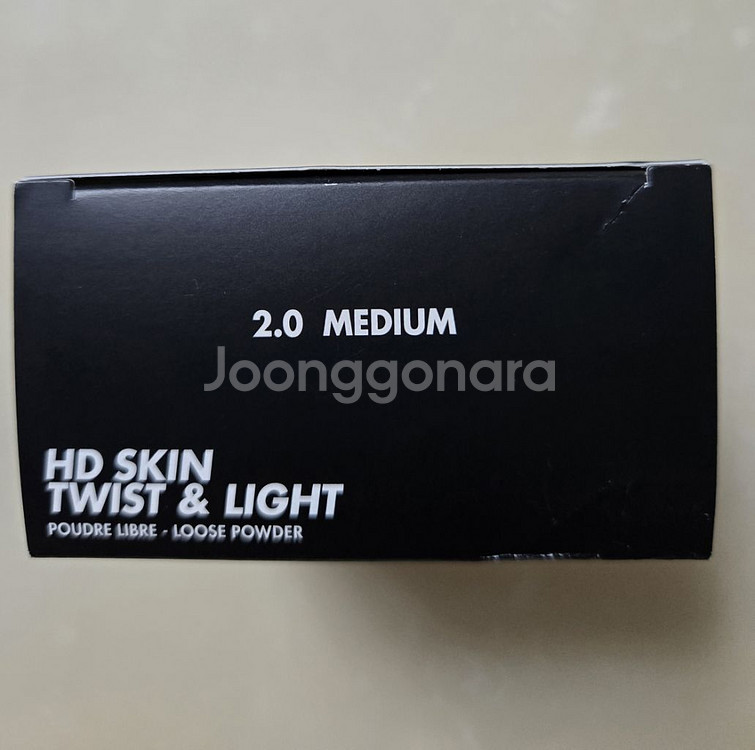 2.0 MEDIUM
Joonggonara
HD SKIN
TWIST & LIGHT
POUDRE LIBRE - LOOSE POWDER